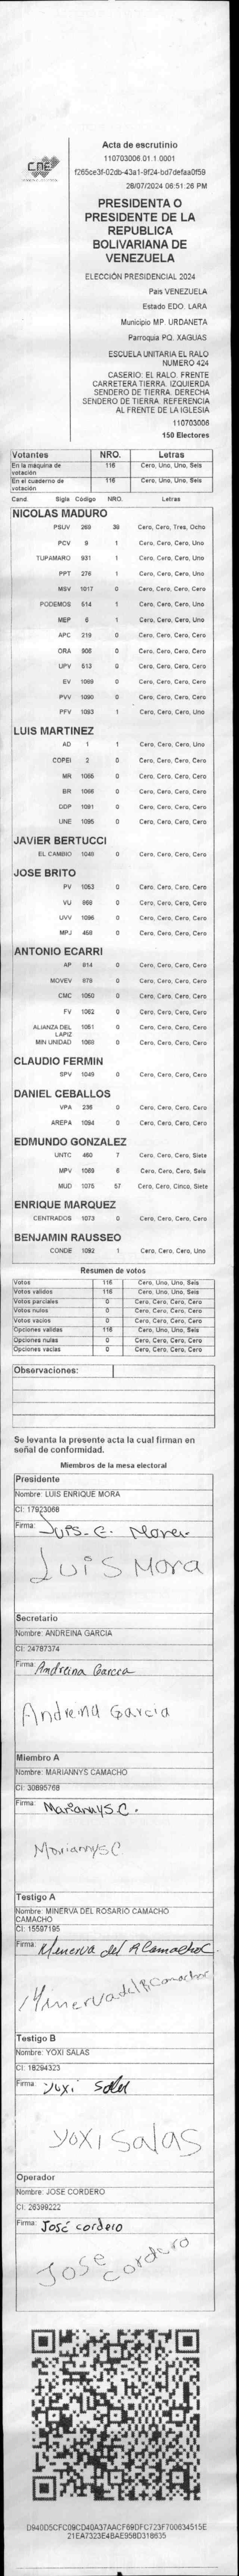 CNE
Acta de escrutinio
110703006.01.1.0001
f265ce3f-02db-43a1-9f24-bd7defaa0f59
28/07/2024 06:51:26 PM
PRESIDENTA O
PRESIDENTE DE LA
REPUBLICA
BOLIVARIANA DE
VENEZUELA
ELECCIÓN PRESIDENCIAL 2024
Pais VENEZUELA
Estado EDO. LARA
Municipio MP. URDANETA
Parroquia PQ. XAGUAS
ESCUELA UNITARIA EL RALO
NUMERO 424
CASERIO: EL RALO. FRENTE
CARRETERA TIERRA. IZQUIERDA
SENDERO DE TIERRA. DERECHA
SENDERO DE TIERRA. REFERENCIA
AL FRENTE DE LA IGLESIA
110703006
150 Electores
Votantes NRO. Letras
En la máquina de votación 116 Cero, Uno, Uno, Seis
En el cuaderno de votación 116 Cero, Uno, Uno, Seis
Cand. Sigla Código NRO. Letras
NICOLAS MADURO
PSUV 269 38 Cero, Cero, Tres, Ocho
PCV 9 1 Cero, Cero, Cero, Uno
TUPAMARO 931 1 Cero, Cero, Cero, Uno
PPT 276 1 Cero, Cero, Cero, Uno
MSV 1017 0 Cero, Cero, Cero, Cero
PODEMOS 514 1 Cero, Cero, Cero, Uno
MEP 6 1 Cero, Cero, Cero, Uno
APC 219 0 Cero, Cero, Cero, Cero
ORA 906 0 Cero, Cero, Cero, Cero
UPV 513 0 Cero, Cero, Cero, Cero
EV 1089 0 Cero, Cero, Cero, Cero
PVV 1090 0 Cero, Cero, Cero, Cero
PFV 1093 1 Cero, Cero, Cero, Uno
LUIS MARTINEZ
AD 1 1 Cero, Cero, Cero, Uno
COPEI 2 0 Cero, Cero, Cero, Cero
MR 1066 0 Cero, Cero, Cero, Cero
BR 1068 0 Cero, Cero, Cero, Cero
DDP 1091 0 Cero, Cero, Cero, Cero
UNE 1095 0 Cero, Cero, Cero, Cero
JAVIER BERTUCCI
EL CAMBIO 1046 0 Cero, Cero, Cero, Cero
JOSE BRITO
PV 1053 0 Cero, Cero, Cero, Cero
VU 969 0 Cero, Cero, Cero, Cero
UVV 1096 0 Cero, Cero, Cero, Cero
MPJ 458 0 Cero, Cero, Cero, Cero
ANTONIO ECARRI
AP 914 0 Cero, Cero, Cero, Cero
MOVEV 978 0 Cero, Cero, Cero, Cero
CMC 1050 0 Cero, Cero, Cero, Cero
FV 1062 0 Cero, Cero, Cero, Cero
ALIANZA DEL LAPIZ 1051 0 Cero, Cero, Cero, Cero
MIN UNIDAD 1069 0 Cero, Cero, Cero, Cero
CLAUDIO FERMIN
SPV 1049 0 Cero, Cero, Cero, Cero
DANIEL CEBALLOS
VPA 236 0 Cero, Cero, Cero, Cero
AREPA 1094 0 Cero, Cero, Cero, Cero
EDMUNDO GONZALEZ
UNTC 460 7 Cero, Cero, Cero, Siete
MPV 1069 6 Cero, Cero, Cero, Seis
MUD 1075 57 Cero, Cero, Cinco, Siete
ENRIQUE MARQUEZ
CENTRADOS 1073 0 Cero, Cero, Cero, Cero
BENJAMIN RAUSSEO
CONDE 1092 1 Cero, Cero, Cero, Uno
Resumen de votos
Votos 116 Cero, Uno, Uno, Seis
Votos validos 116 Cero, Uno, Uno, Seis
Votos parciales 0 Cero, Cero, Cero, Cero
Votos nulos 0 Cero, Cero, Cero, Cero
Votos vacios 0 Cero, Cero, Cero, Cero
Opciones validas 116 Cero, Uno, Uno, Seis
Opciones nulas 0 Cero, Cero, Cero, Cero
Opciones vacias 0 Cero, Cero, Cero, Cero
Observaciones:
Se levanta la presente acta la cual firman en
señal de conformidad.
Miembros de la mesa electoral
Presidente
Nombre: LUIS ENRIQUE MORA
CI: 17923068
Firma: Luis. E. Mora
Luis Mora
Secretario
Nombre: ANDREINA GARCIA
CI: 24787374
Firma: Andreina Garcia
Andreina Garcia
Miembro A
Nombre: MARIANNYS CAMACHO
CI: 30895768
Firma: Mariannys C.
Mariannys C
Testigo A
Nombre: MINERVA DEL ROSARIO CAMACHO
CAMACHO
CI: 15597195
Firma: Minerva del R Camacho C.
Minerva del R Camacho
Testigo B
Nombre: YOXI SALAS
CI: 18294323
Firma: Yoxi Salas
Yoxi Salas
Operador
Nombre: JOSE CORDERO
CI: 26399222
Firma: José cordero
Jose cordero
D940D5CFC09CD40A37AACF69DFC723F700634515E
21EA7323E4BAE958D318635